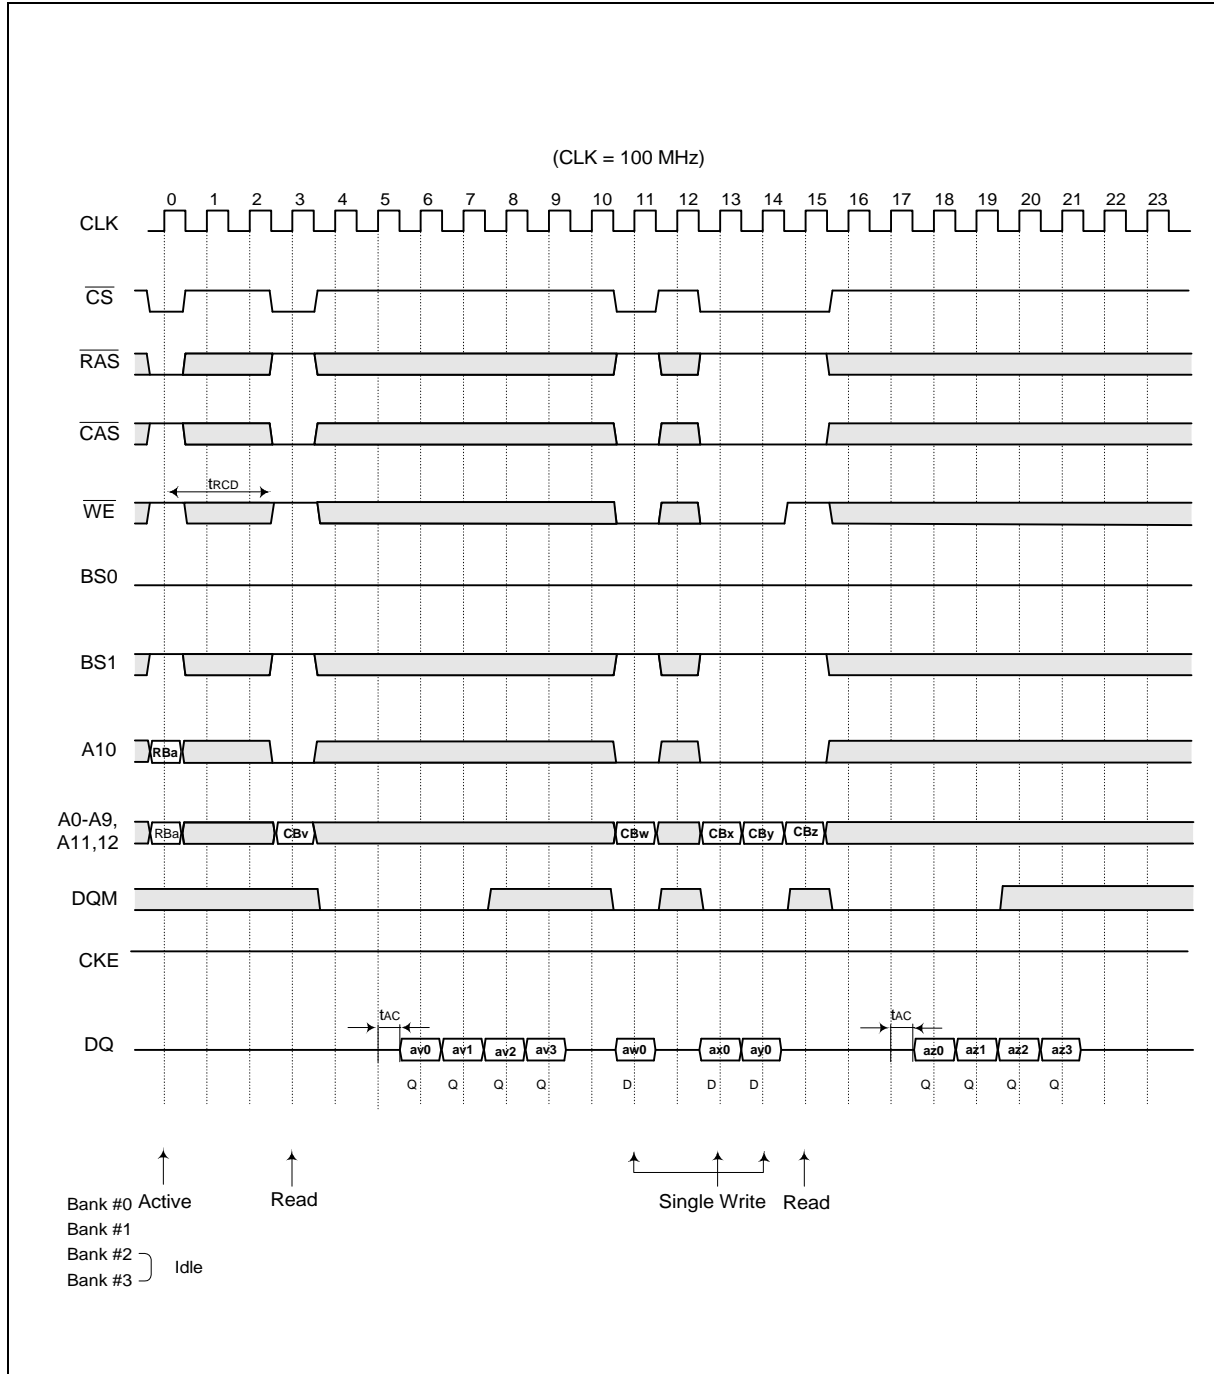 (CLK = 100 MHz)
0 1 2 3 4 5 6 7 8 9 10 11 12 13 14 15 16 17 18 19 20 21 22 23
CLK
CS
RAS
CAS
tRCD
WE
BS0
BS1
A10 RBa
A0-A9,
A11,12 RBa CBv CBw CBx CBy CBz
DQM
CKE
tAC tAC
DQ av0 av1 av2 av3 aw0 ax0 ay0 az0 az1 az2 az3
Q Q Q Q D D D Q Q Q Q
Bank #0 Active Read Single Write Read
Bank #1
Bank #2
Idle
Bank #3